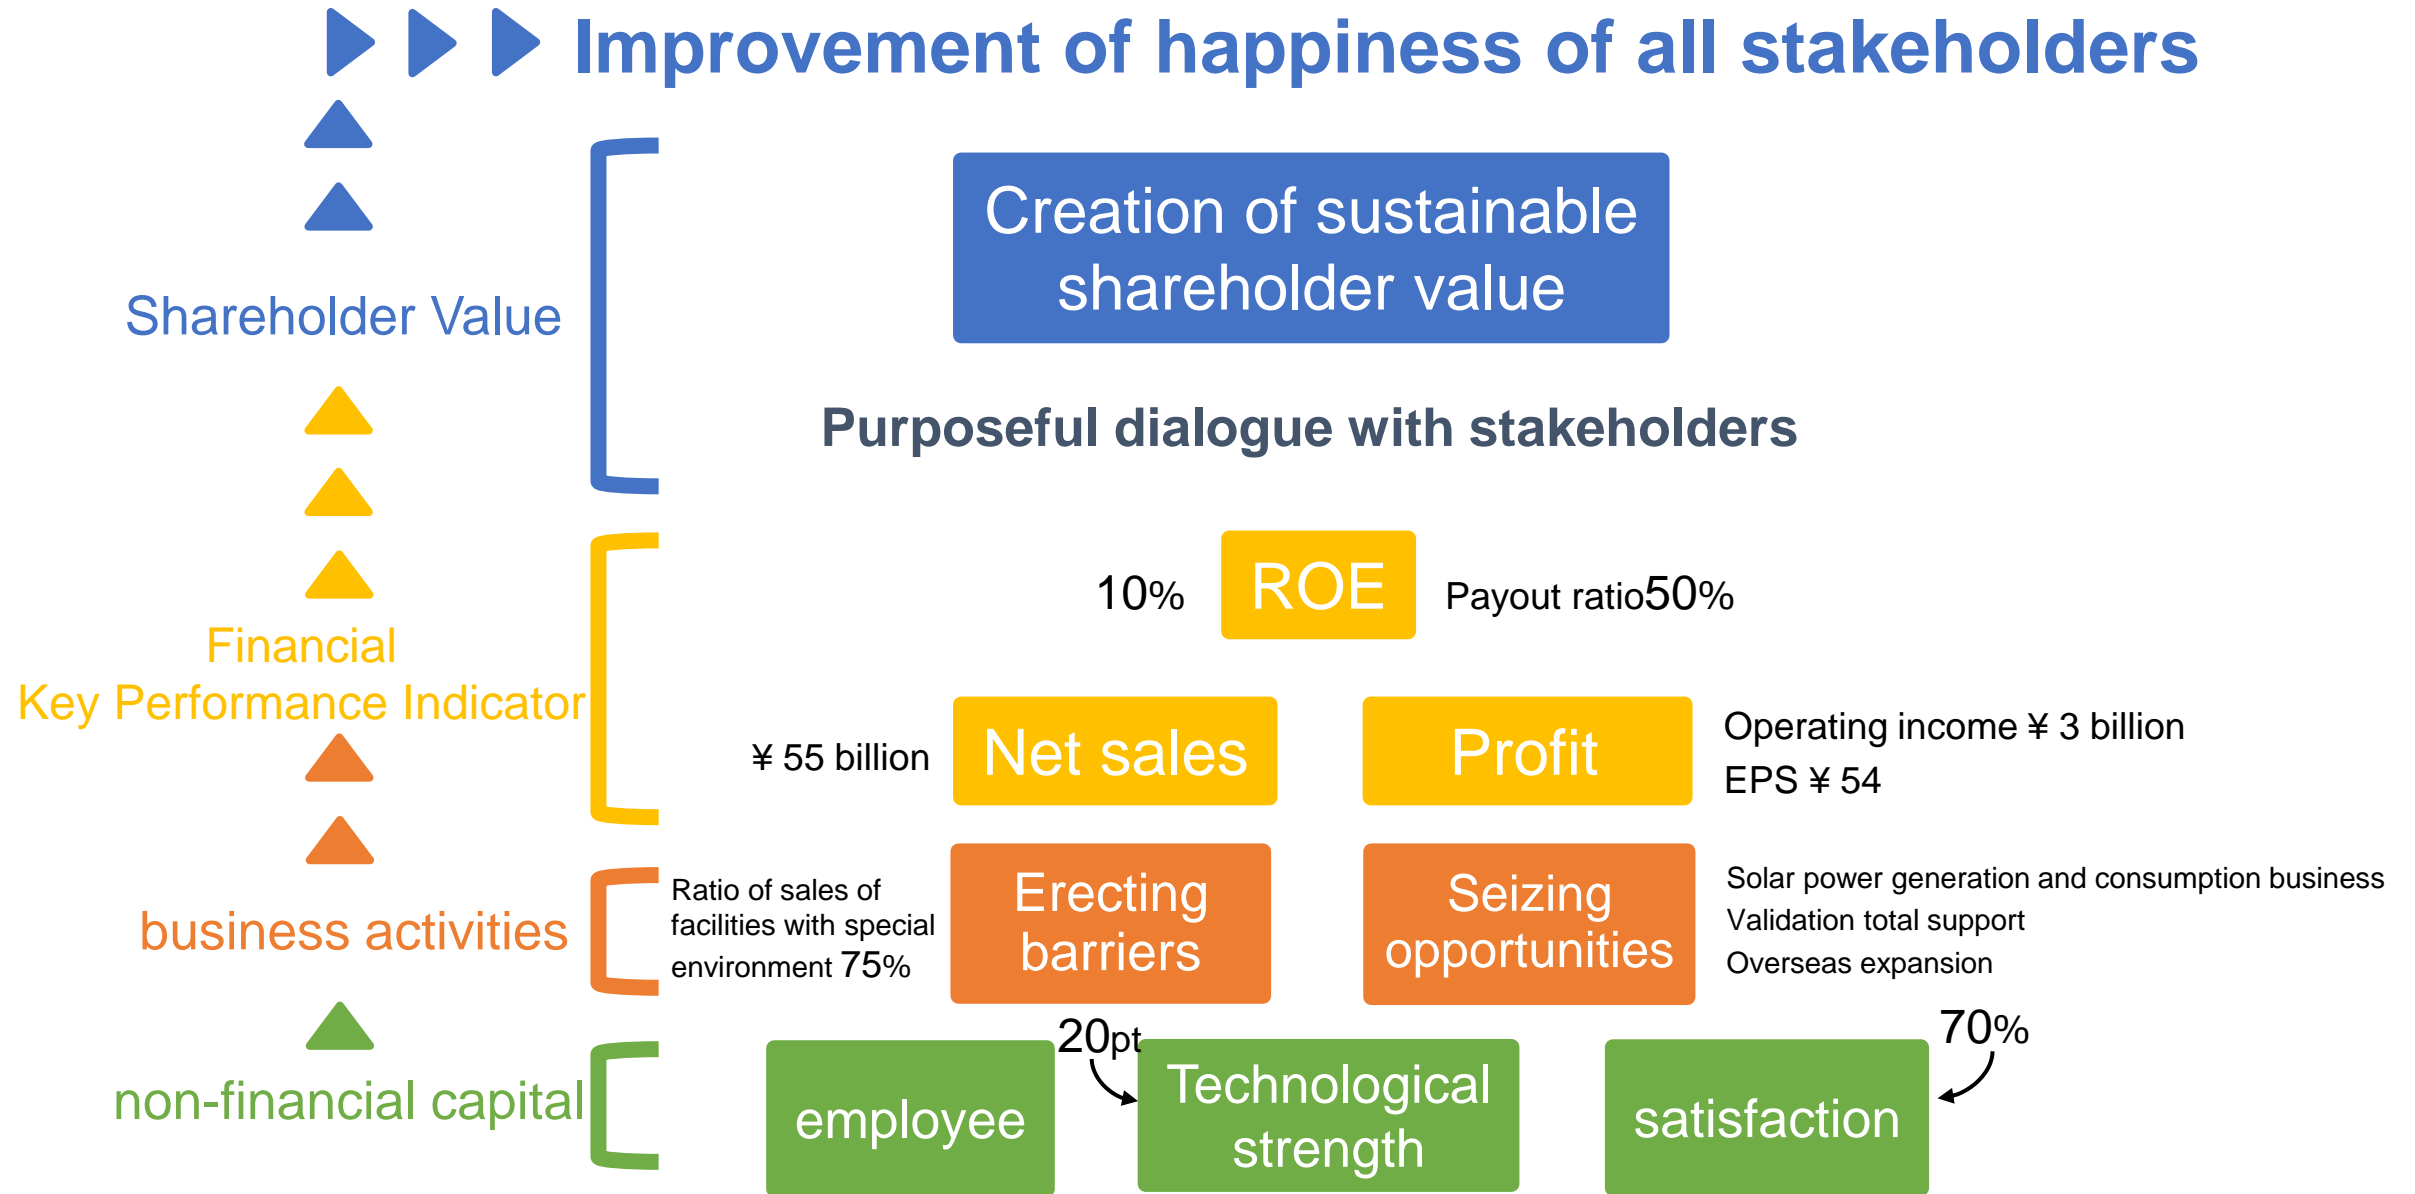 Improvement of happiness of all stakeholders
Shareholder Value
Creation of sustainable
shareholder value
Purposeful dialogue with stakeholders
Financial
Key Performance Indicator
10%
ROE
Payout ratio50%
¥ 55 billion
Net sales
Profit
Operating income ¥ 3 billion
EPS ¥ 54
business activities
Ratio of sales of
facilities with special
environment 75%
Erecting
barriers
Seizing
opportunities
Solar power generation and consumption business
Validation total support
Overseas expansion
non-financial capital
employee
20pt
Technological
strength
70%
satisfaction